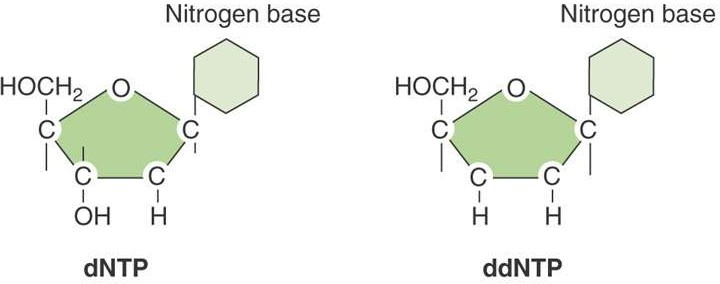 Nitrogen base Nitrogen base
HOCH2 O HOCH2 O
C C C C
C C C C
OH H H H
dNTP ddNTP